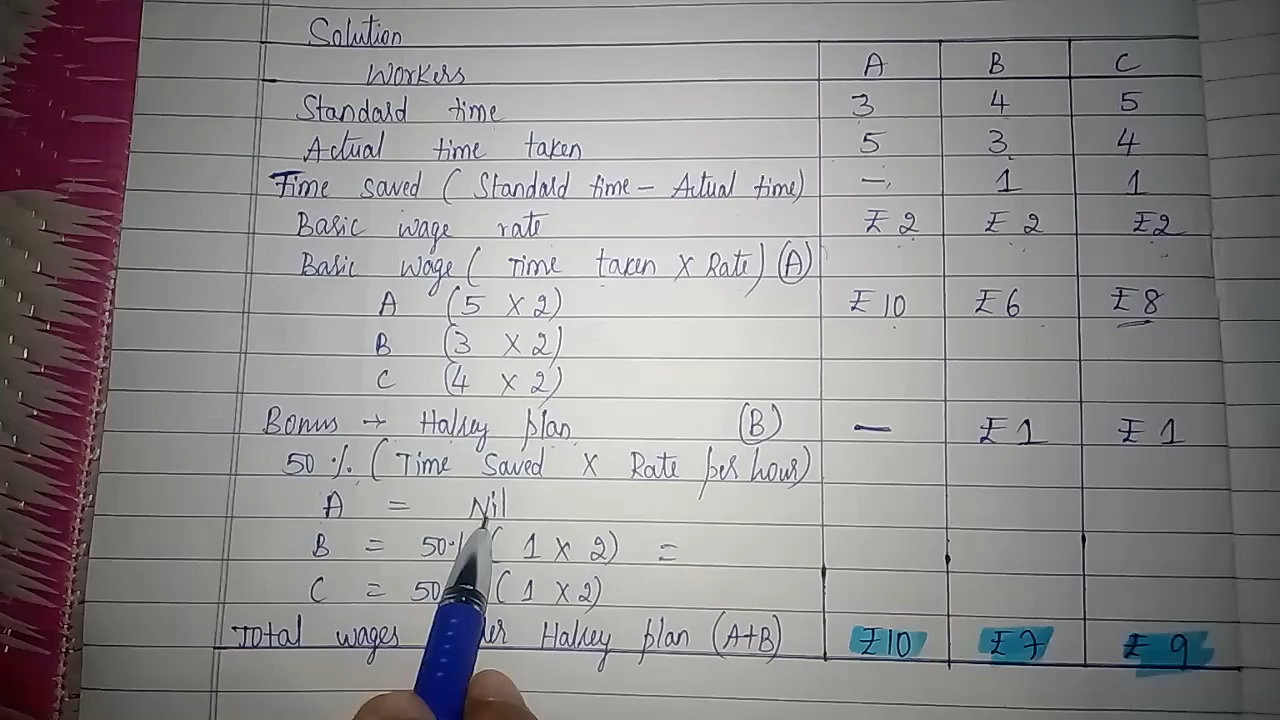 Solution
Workers A B C
Standard time 3 4 5
Actual time taken 5 3 4
Time saved (Standard time - Actual time) - 1 1
Basic wage rate ₹2 ₹2 ₹2
Basic wage (Time taken X Rate) (A)
A (5 X 2) ₹10 ₹6 ₹8
B (3 X 2)
C (4 X 2)
Bonus → Halsey plan (B) - ₹1 ₹1
50 % (Time Saved X Rate per hour)
A = Nil
B = 50% (1 X 2) =
C = 50 (1 X 2)
Total wages Halsey plan (A+B) ₹10 ₹7 ₹9